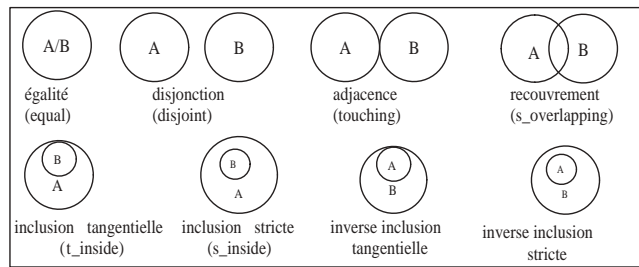 A/B A B A B A B
égalité disjonction adjacence recouvrement
(equal) (disjoint) (touching) (s_overlapping)
B B A A
A A B B
inclusion tangentielle inclusion stricte inverse inclusion inverse inclusion
(t_inside) (s_inside) tangentielle stricte